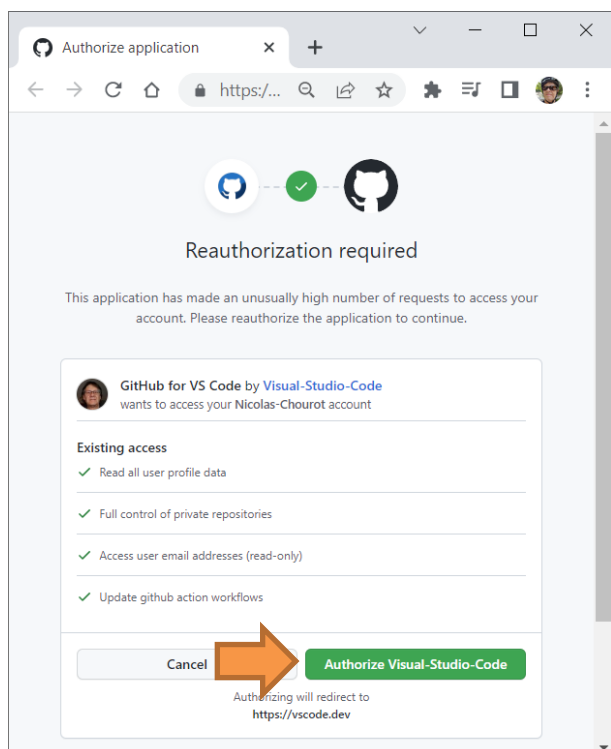 Authorize application
https:/...
Reauthorization required
This application has made an unusually high number of requests to access your
account. Please reauthorize the application to continue.
GitHub for VS Code by Visual-Studio-Code
wants to access your Nicolas-Chourot account
Existing access
Read all user profile data
Full control of private repositories
Access user email addresses (read-only)
Update github action workflows
Cancel
Authorize Visual-Studio-Code
Authorizing will redirect to
https://vscode.dev